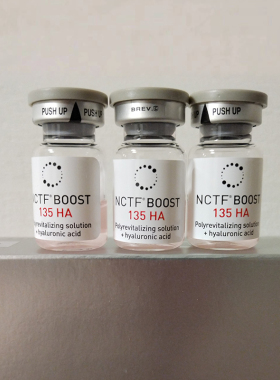 PUSH UP PUSH UP
BREV.E
PUSH UP
NCTF® BOOST
135 HA
Polyrevitalizing solution
+ hyaluronic acid
NCTF® BOOST
135 HA
Polyrevitalizing solution
+ hyaluronic acid
NCTF® BOOST
135 HA
Polyrevitalizing solution
+ hyaluronic acid